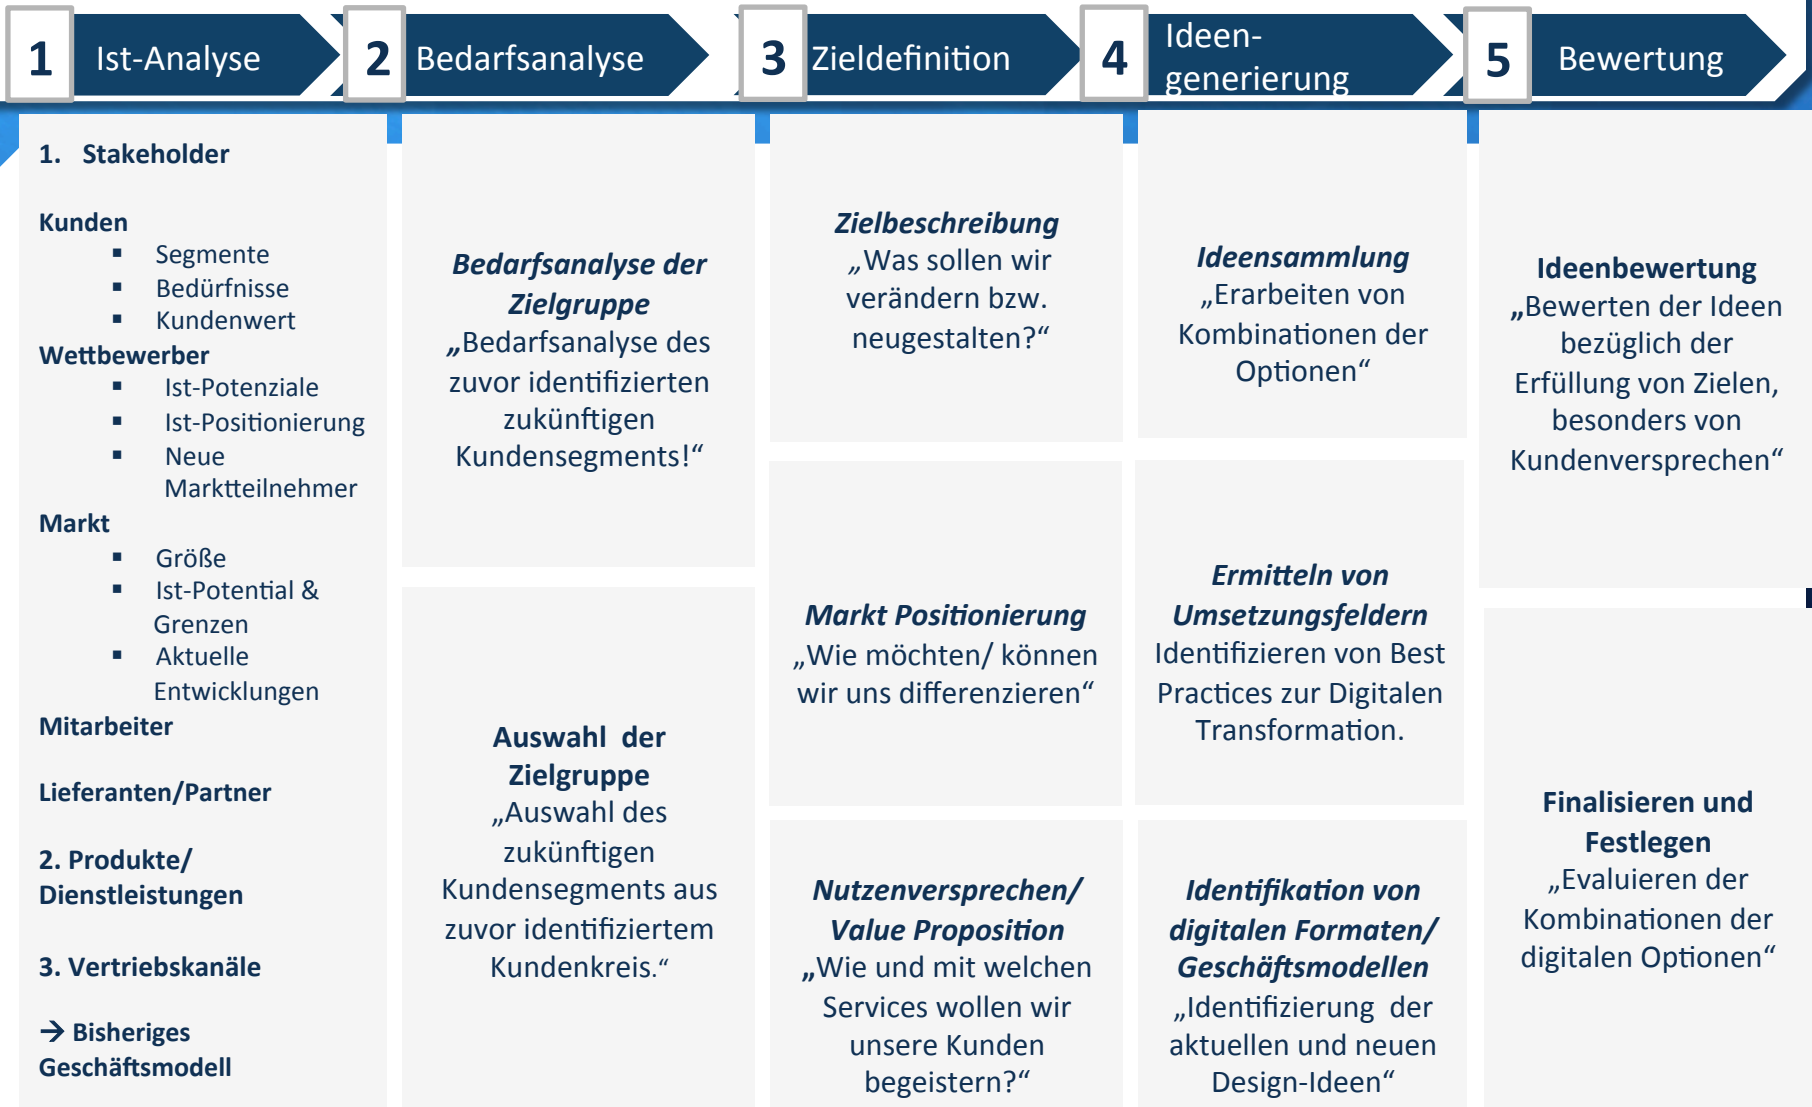 1 Ist-Analyse
2 Bedarfsanalyse
3 Zieldefinition
4 Ideen-
generierung
5 Bewertung
1. Stakeholder
Kunden
▪ Segmente
▪ Bedürfnisse
▪ Kundenwert
Wettbewerber
▪ Ist-Potenziale
▪ Ist-Positionierung
▪ Neue
Marktteilnehmer
Markt
▪ Größe
▪ Ist-Potential &
Grenzen
▪ Aktuelle
Entwicklungen
Mitarbeiter
Lieferanten/Partner
2. Produkte/
Dienstleistungen
3. Vertriebskanäle
→ Bisheriges
Geschäftsmodell
Bedarfsanalyse der
Zielgruppe
„Bedarfsanalyse des
zuvor identifizierten
zukünftigen
Kundensegments!“
Auswahl der
Zielgruppe
„Auswahl des
zukünftigen
Kundensegments aus
zuvor identifiziertem
Kundenkreis.“
Zielbeschreibung
„Was sollen wir
verändern bzw.
neugestalten?“
Markt Positionierung
„Wie möchten/ können
wir uns differenzieren“
Nutzenversprechen/
Value Proposition
„Wie und mit welchen
Services wollen wir
unsere Kunden
begeistern?“
Ideensammlung
„Erarbeiten von
Kombinationen der
Optionen“
Ermitteln von
Umsetzungsfeldern
Identifizieren von Best
Practices zur Digitalen
Transformation.
Identifikation von
digitalen Formaten/
Geschäftsmodellen
„Identifizierung der
aktuellen und neuen
Design-Ideen“
Ideenbewertung
„Bewerten der Ideen
bezüglich der
Erfüllung von Zielen,
besonders von
Kundenversprechen“
Finalisieren und
Festlegen
„Evaluieren der
Kombinationen der
digitalen Optionen“